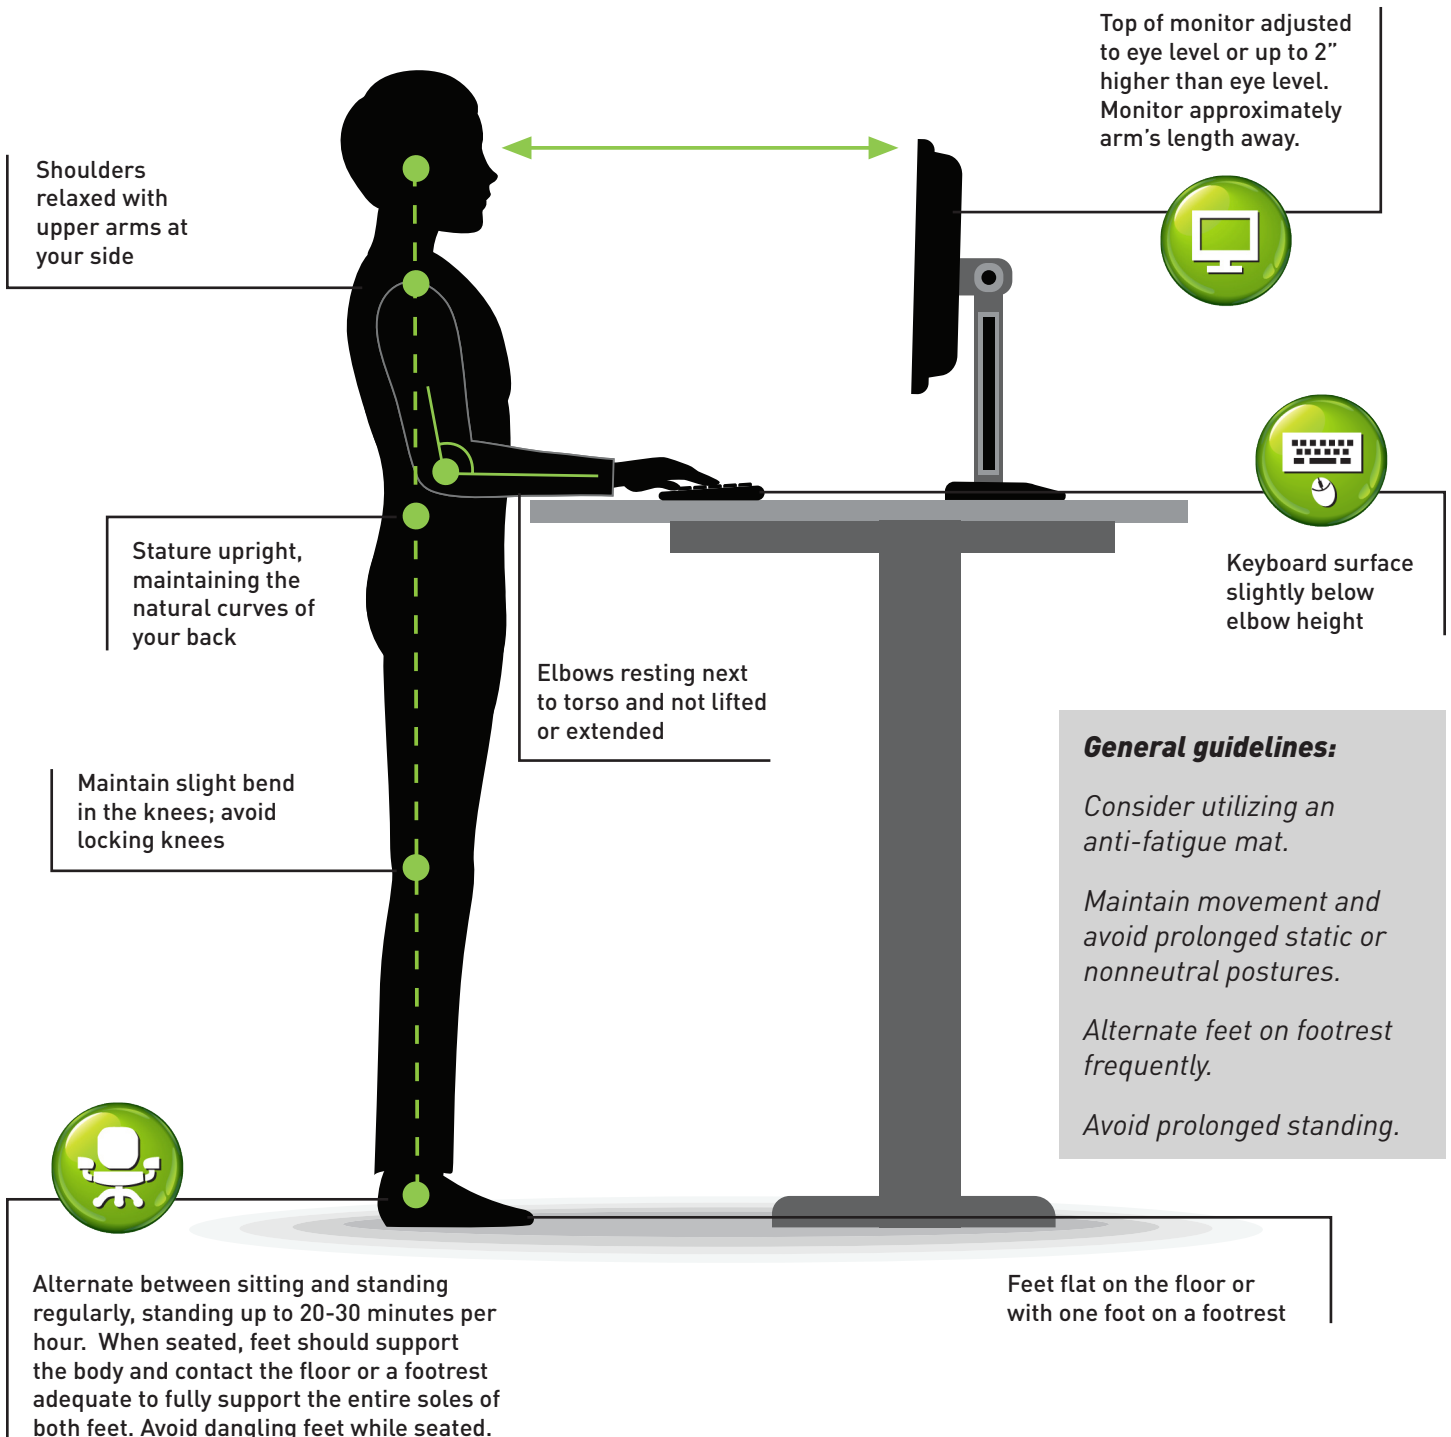 Top of monitor adjusted
to eye level or up to 2”
higher than eye level.
Monitor approximately
arm’s length away.
Shoulders
relaxed with
upper arms at
your side
Stature upright,
maintaining the
natural curves of
your back
Keyboard surface
slightly below
elbow height
Elbows resting next
to torso and not lifted
or extended
Maintain slight bend
in the knees; avoid
locking knees
General guidelines:
Consider utilizing an
anti-fatigue mat.
Maintain movement and
avoid prolonged static or
nonneutral postures.
Alternate feet on footrest
frequently.
Avoid prolonged standing.
Alternate between sitting and standing
regularly, standing up to 20-30 minutes per
hour.  When seated, feet should support
the body and contact the floor or a footrest
adequate to fully support the entire soles of
both feet. Avoid dangling feet while seated.
Feet flat on the floor or
with one foot on a footrest